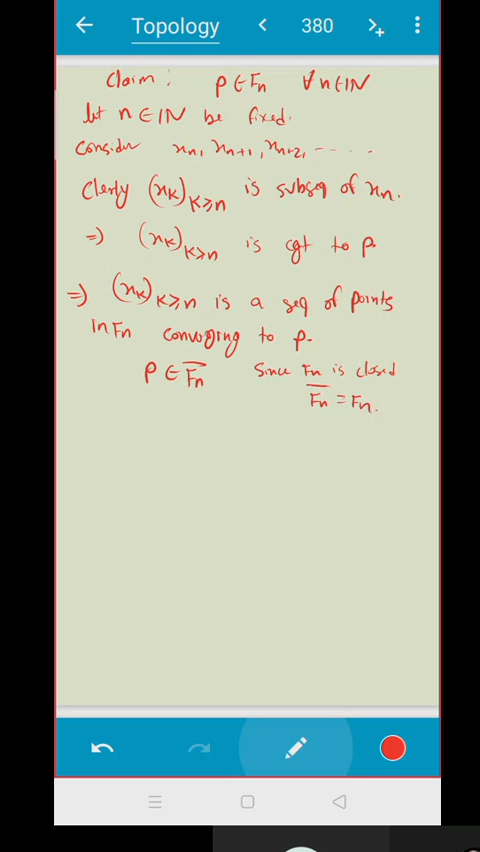 Topology
380
Claim : p ∈ Fn ∀ n ∈ IN
let n ∈ IN be fixed.
Consider xn, xn+1, xn+2, - - - - .
Clerly (xk)k≥n is subseq of xn.
⇒ (xk)k≥n is cgt to p
⇒ (xk)k≥n is a seq of points
in Fn converging to p.
p ∈ F̅n̅ Since Fn is closed
F̅n̅ = Fn.